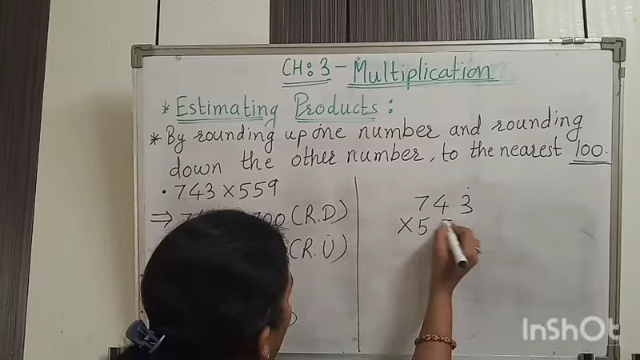 CH: 3 - Multiplication
* Estimating Products:
* By rounding up one number and rounding
down the other number, to the nearest 100.
• 743 × 559
⇒ 700 (R.D)
(R.U)
743
× 5
InShOt